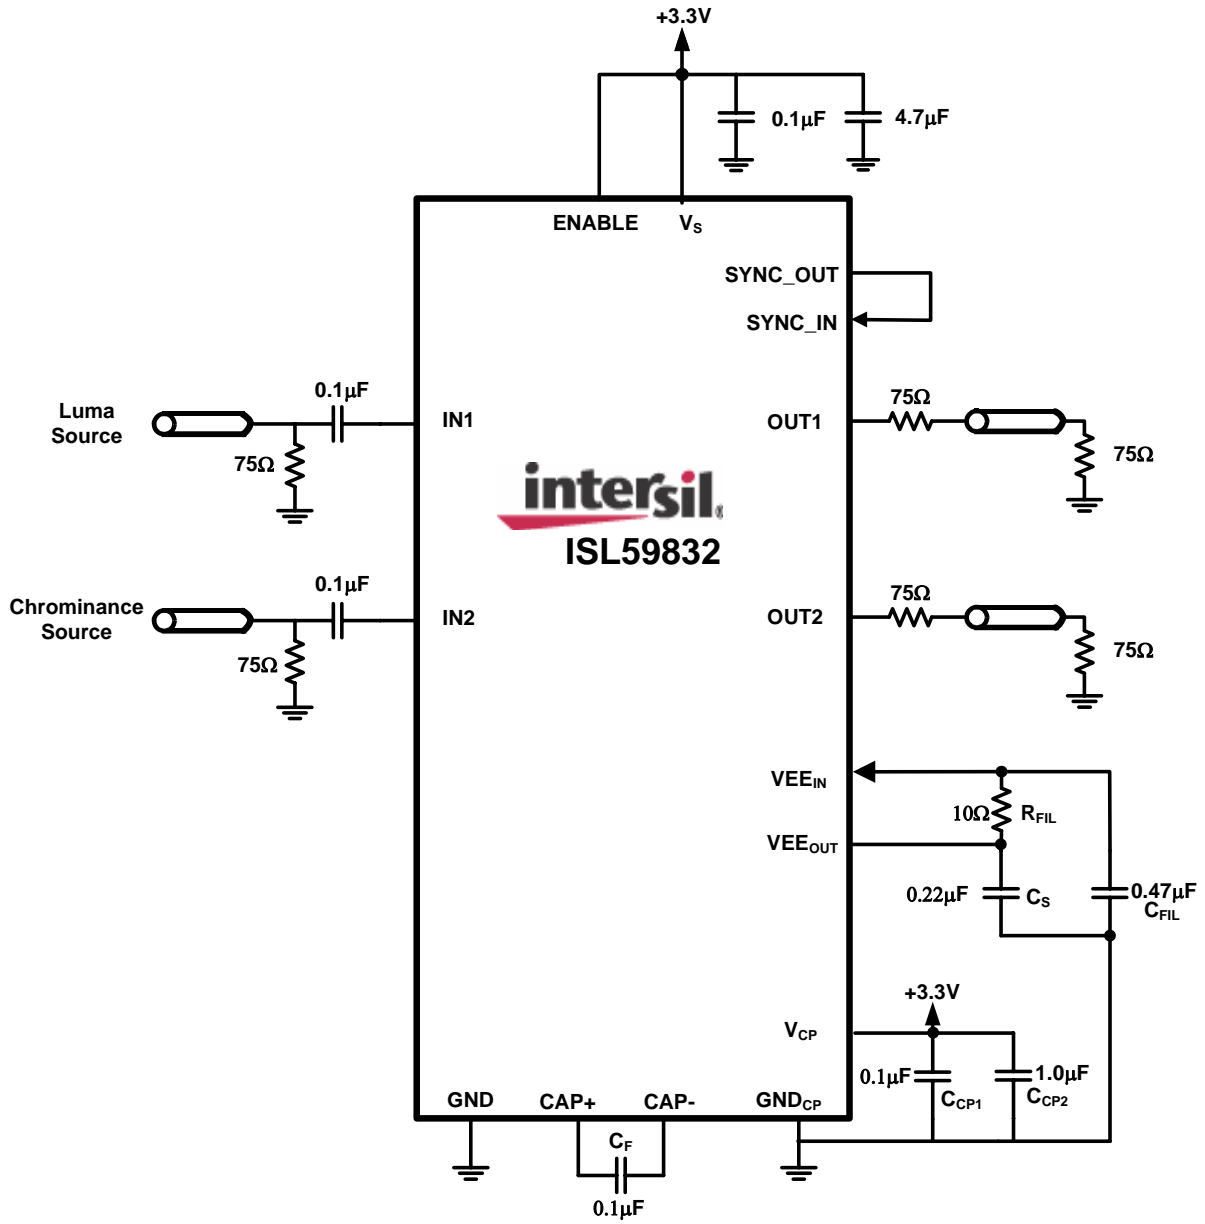 +3.3V
0.1μF
4.7μF
ENABLE
VS
SYNC_OUT
SYNC_IN
Luma
Source
0.1μF
75Ω
IN1
OUT1
75Ω
75Ω
intersil®
ISL59832
Chrominance
Source
0.1μF
75Ω
IN2
OUT2
75Ω
75Ω
VEEIN
10Ω
RFIL
VEEOUT
0.22μF
CS
0.47μF
CFIL
+3.3V
VCP
0.1μF
CCP1
1.0μF
CCP2
GND
CAP+
CAP-
GNDCP
CF
0.1μF